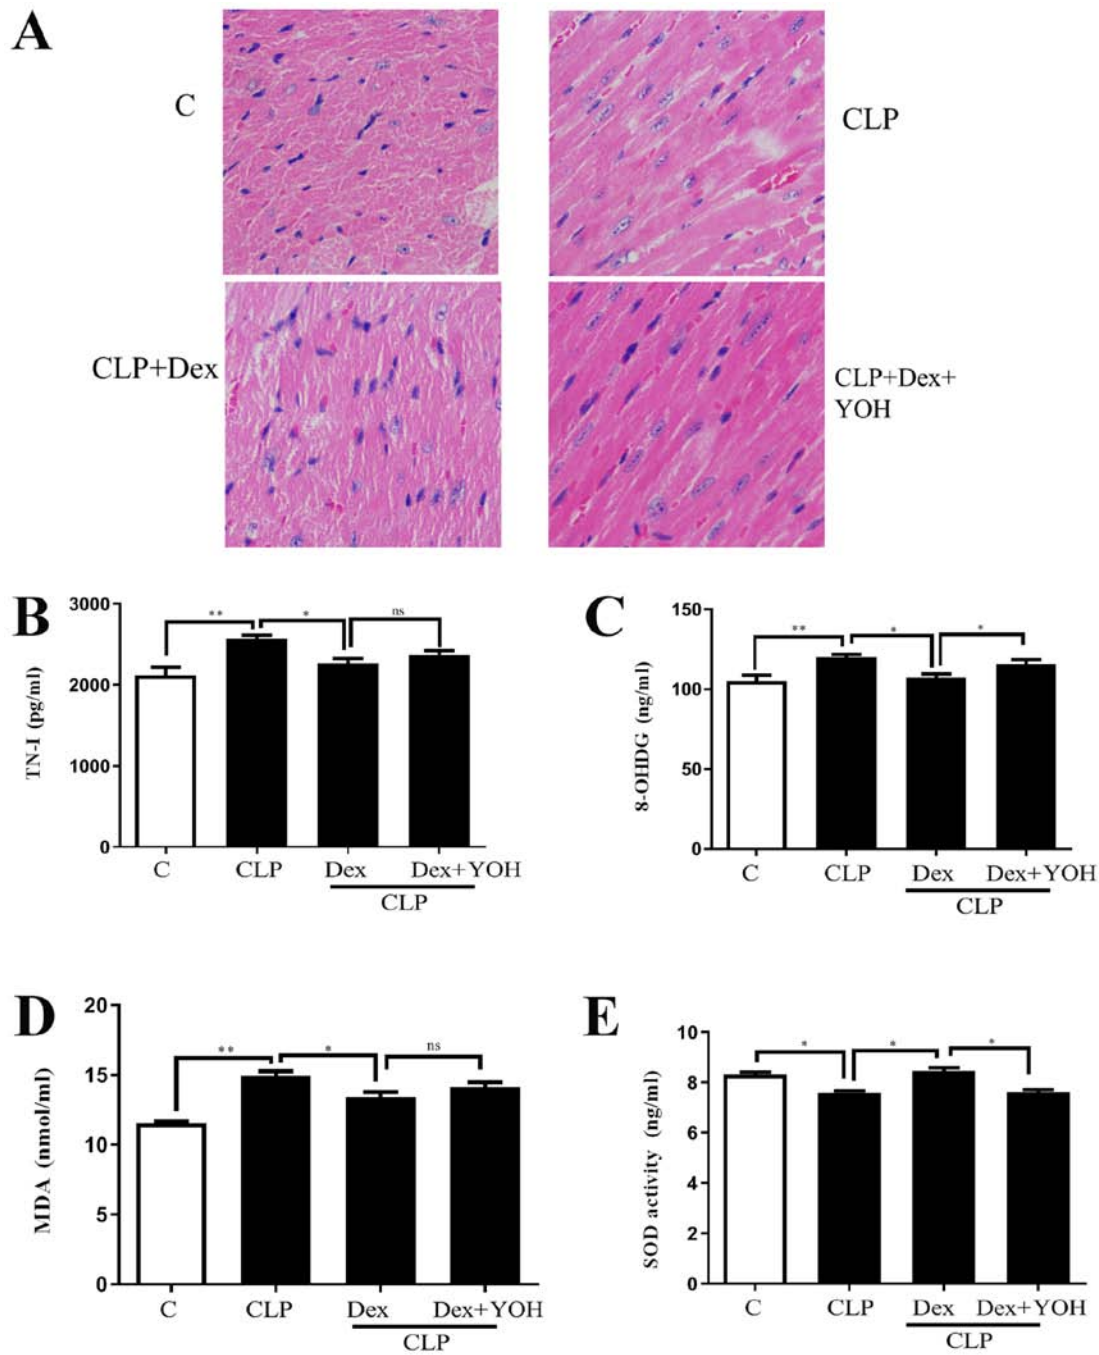 A
C
CLP
CLP+Dex
CLP+Dex+
YOH
B
TN-I (pg/ml)
3000
2000
1000
0
**
*
ns
C
CLP
Dex
Dex+YOH
CLP
C
8-OHDG (ng/ml)
150
100
50
0
**
*
*
C
CLP
Dex
Dex+YOH
CLP
D
MDA (nmol/ml)
20
15
10
5
0
**
*
ns
C
CLP
Dex
Dex+YOH
CLP
E
SOD activity (ng/ml)
10
8
6
4
2
0
*
*
*
C
CLP
Dex
Dex+YOH
CLP